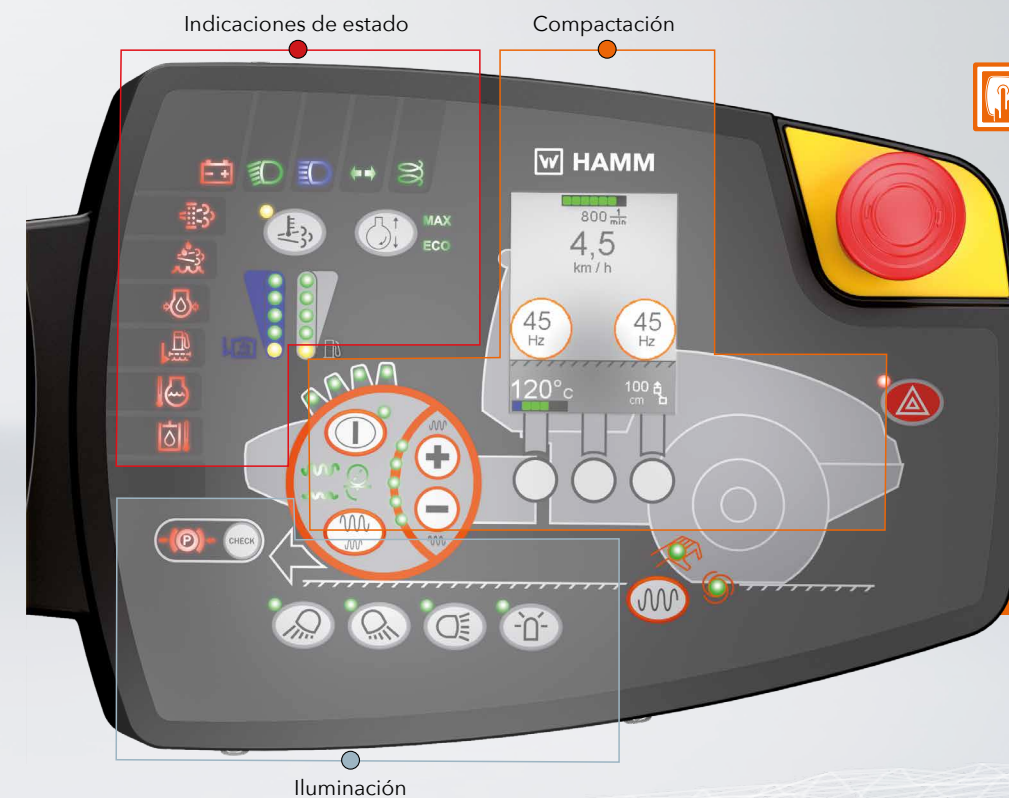 Indicaciones de estado
Compactación
HAMM
MAX
ECO
800 1/min
4,5
km / h
45
Hz
45
Hz
120°c
100
cm
P
CHECK
Iluminación